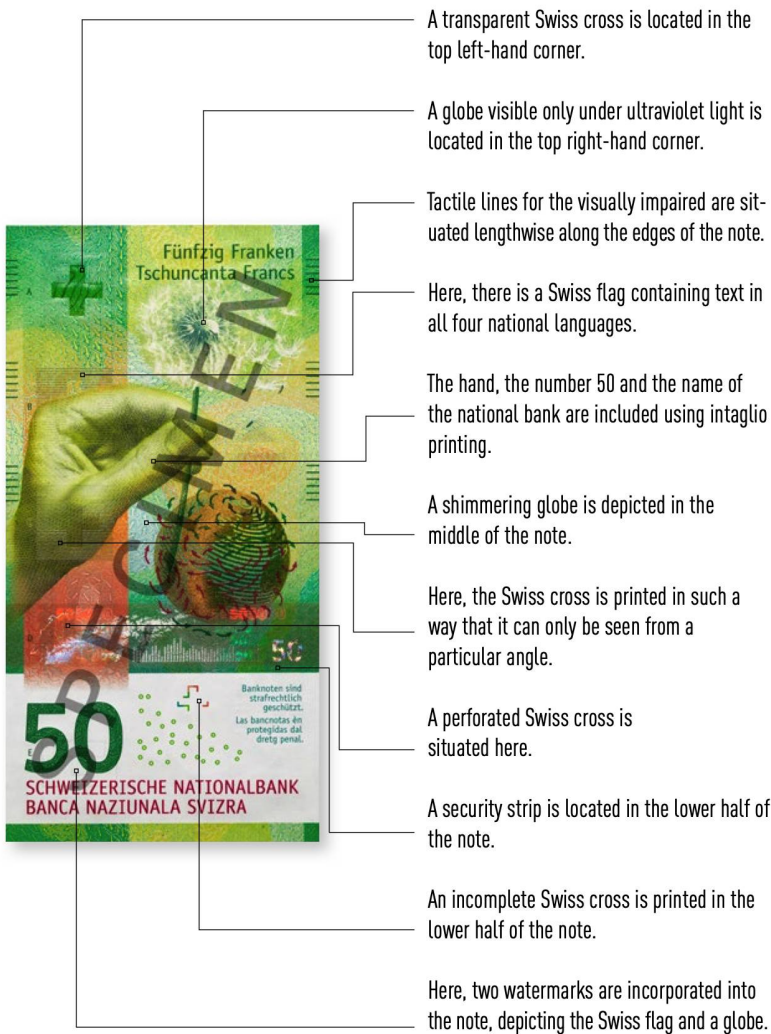 A transparent Swiss cross is located in the
top left-hand corner.
A globe visible only under ultraviolet light is
located in the top right-hand corner.
Tactile lines for the visually impaired are sit-
uated lengthwise along the edges of the note.
Here, there is a Swiss flag containing text in
all four national languages.
The hand, the number 50 and the name of
the national bank are included using intaglio
printing.
A shimmering globe is depicted in the
middle of the note.
Here, the Swiss cross is printed in such a
way that it can only be seen from a
particular angle.
A perforated Swiss cross is
situated here.
A security strip is located in the lower half of
the note.
An incomplete Swiss cross is printed in the
lower half of the note.
Here, two watermarks are incorporated into
the note, depicting the Swiss flag and a globe.
Fünfzig Franken
Tschuncanta Francs
A
B
SPECIMEN
50
Banknoten sind
strafrechtlich
geschützt.
Las bancnotas èn
protegidas dal
dretg penal.
50
E
SCHWEIZERISCHE NATIONALBANK
BANCA NAZIUNALA SVIZRA